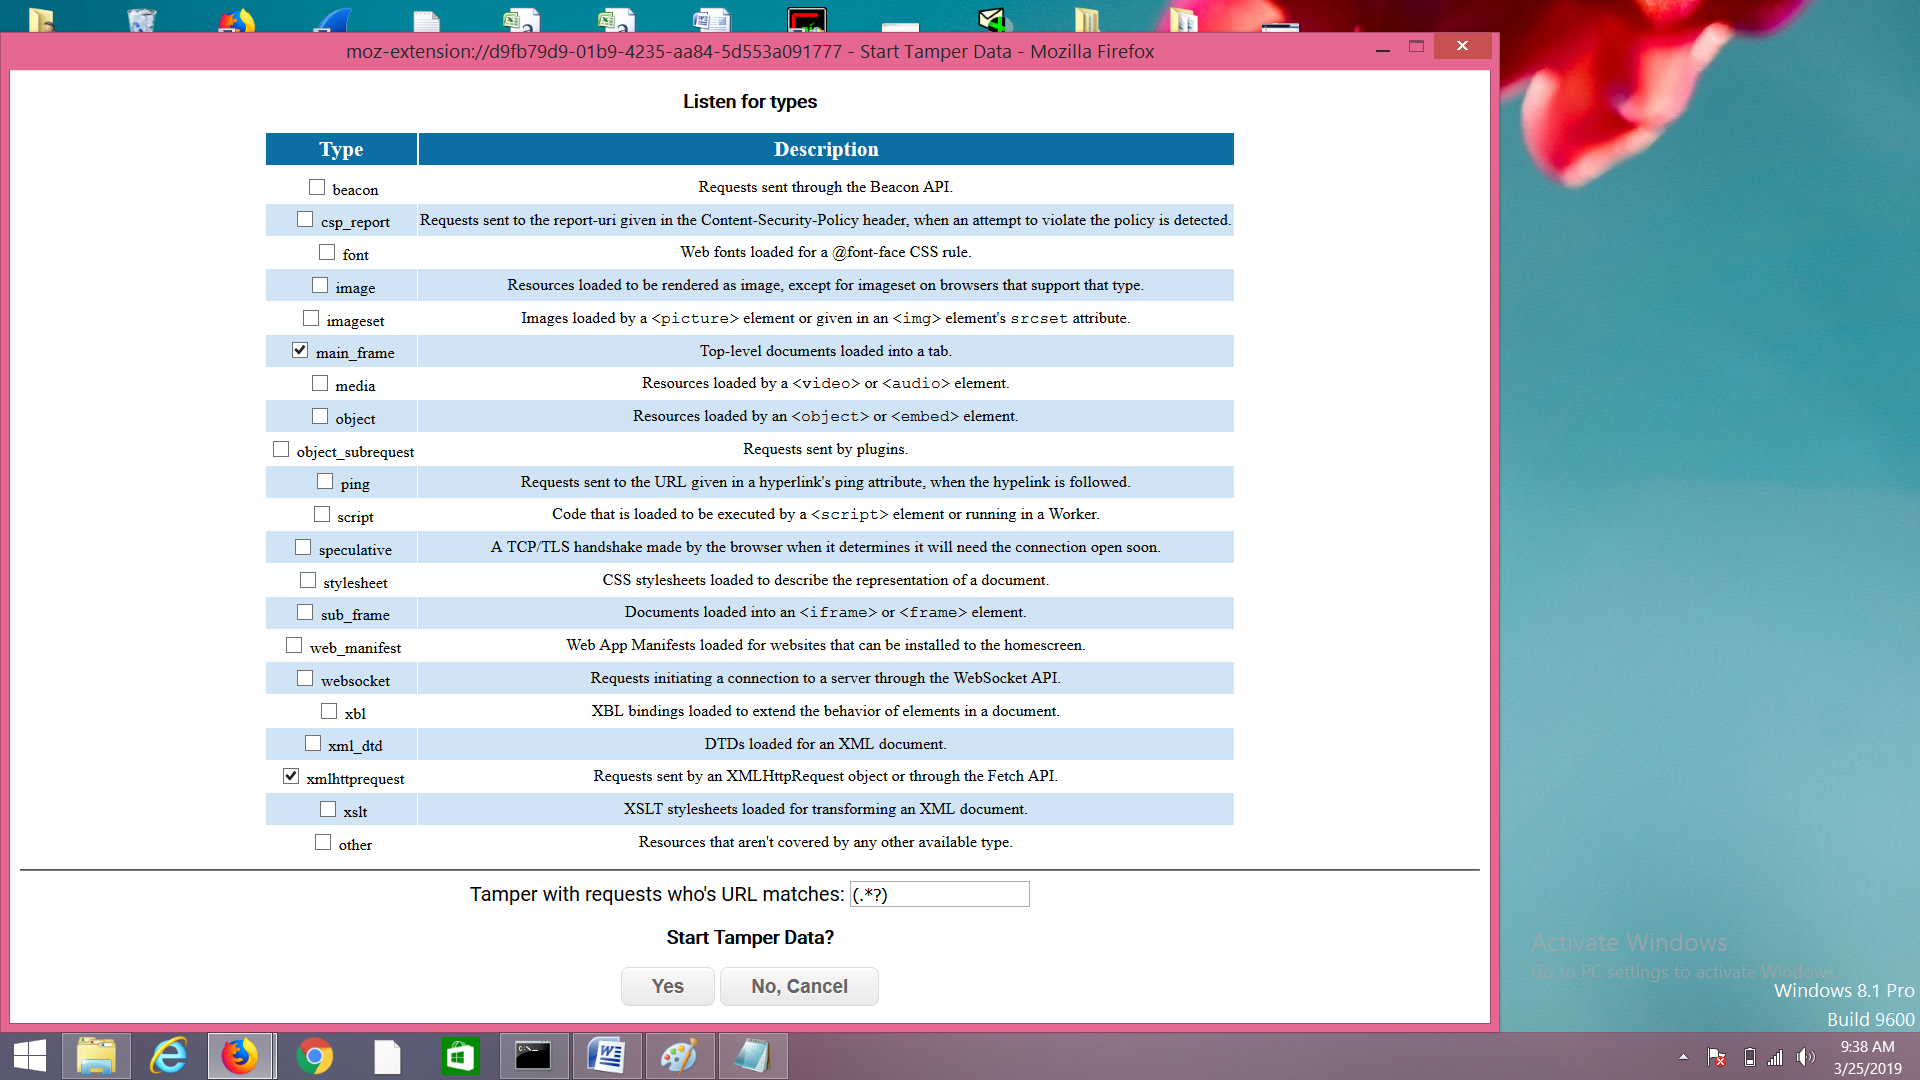 moz-extension://d9fb79d9-01b9-4235-aa84-5d553a091777 - Start Tamper Data - Mozilla Firefox
Listen for types
Type Description
beacon Requests sent through the Beacon API.
csp_report Requests sent to the report-uri given in the Content-Security-Policy header, when an attempt to violate the policy is detected.
font Web fonts loaded for a @font-face CSS rule.
image Resources loaded to be rendered as image, except for imageset on browsers that support that type.
imageset Images loaded by a <picture> element or given in an <img> element's srcset attribute.
main_frame Top-level documents loaded into a tab.
media Resources loaded by a <video> or <audio> element.
object Resources loaded by an <object> or <embed> element.
object_subrequest Requests sent by plugins.
ping Requests sent to the URL given in a hyperlink's ping attribute, when the hypelink is followed.
script Code that is loaded to be executed by a <script> element or running in a Worker.
speculative A TCP/TLS handshake made by the browser when it determines it will need the connection open soon.
stylesheet CSS stylesheets loaded to describe the representation of a document.
sub_frame Documents loaded into an <iframe> or <frame> element.
web_manifest Web App Manifests loaded for websites that can be installed to the homescreen.
websocket Requests initiating a connection to a server through the WebSocket API.
xbl XBL bindings loaded to extend the behavior of elements in a document.
xml_dtd DTDs loaded for an XML document.
xmlhttprequest Requests sent by an XMLHttpRequest object or through the Fetch API.
xslt XSLT stylesheets loaded for transforming an XML document.
other Resources that aren't covered by any other available type.
Tamper with requests who's URL matches: (.*?)
Start Tamper Data?
Yes No, Cancel
Activate Windows
Go to PC settings to activate Windows.
Windows 8.1 Pro
Build 9600
9:38 AM
3/25/2019